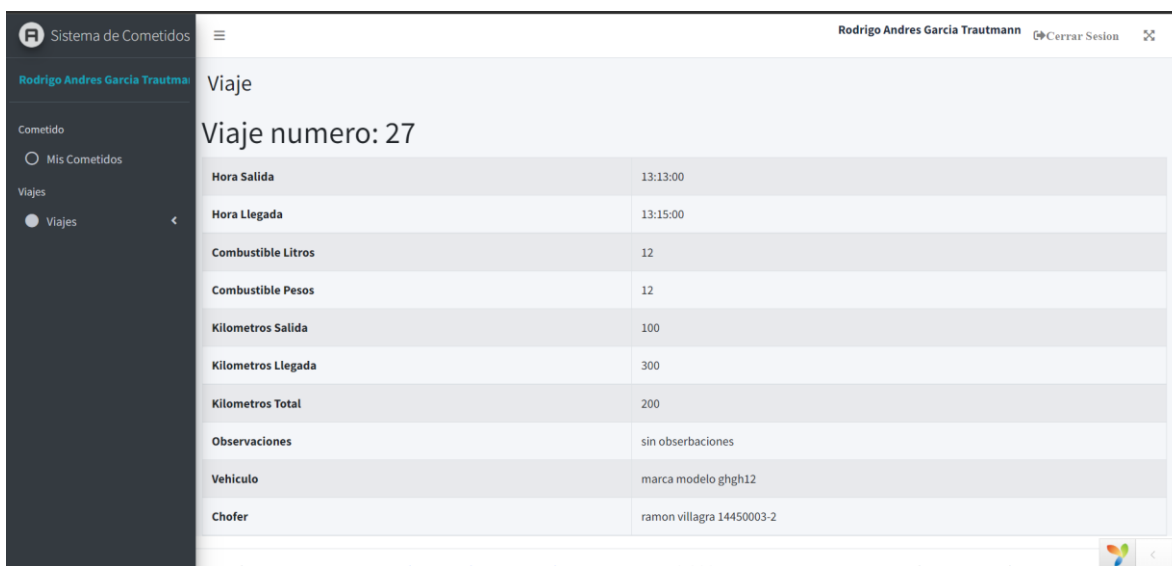 Sistema de Cometidos
Rodrigo Andres Garcia Trautmann
Cerrar Sesion
Rodrigo Andres Garcia Trautma
Viaje
Cometido
Viaje numero: 27
Mis Cometidos
Viajes
Viajes
Hora Salida 13:13:00
Hora Llegada 13:15:00
Combustible Litros 12
Combustible Pesos 12
Kilometros Salida 100
Kilometros Llegada 300
Kilometros Total 200
Observaciones sin obserbaciones
Vehiculo marca modelo ghgh12
Chofer ramon villagra 14450003-2